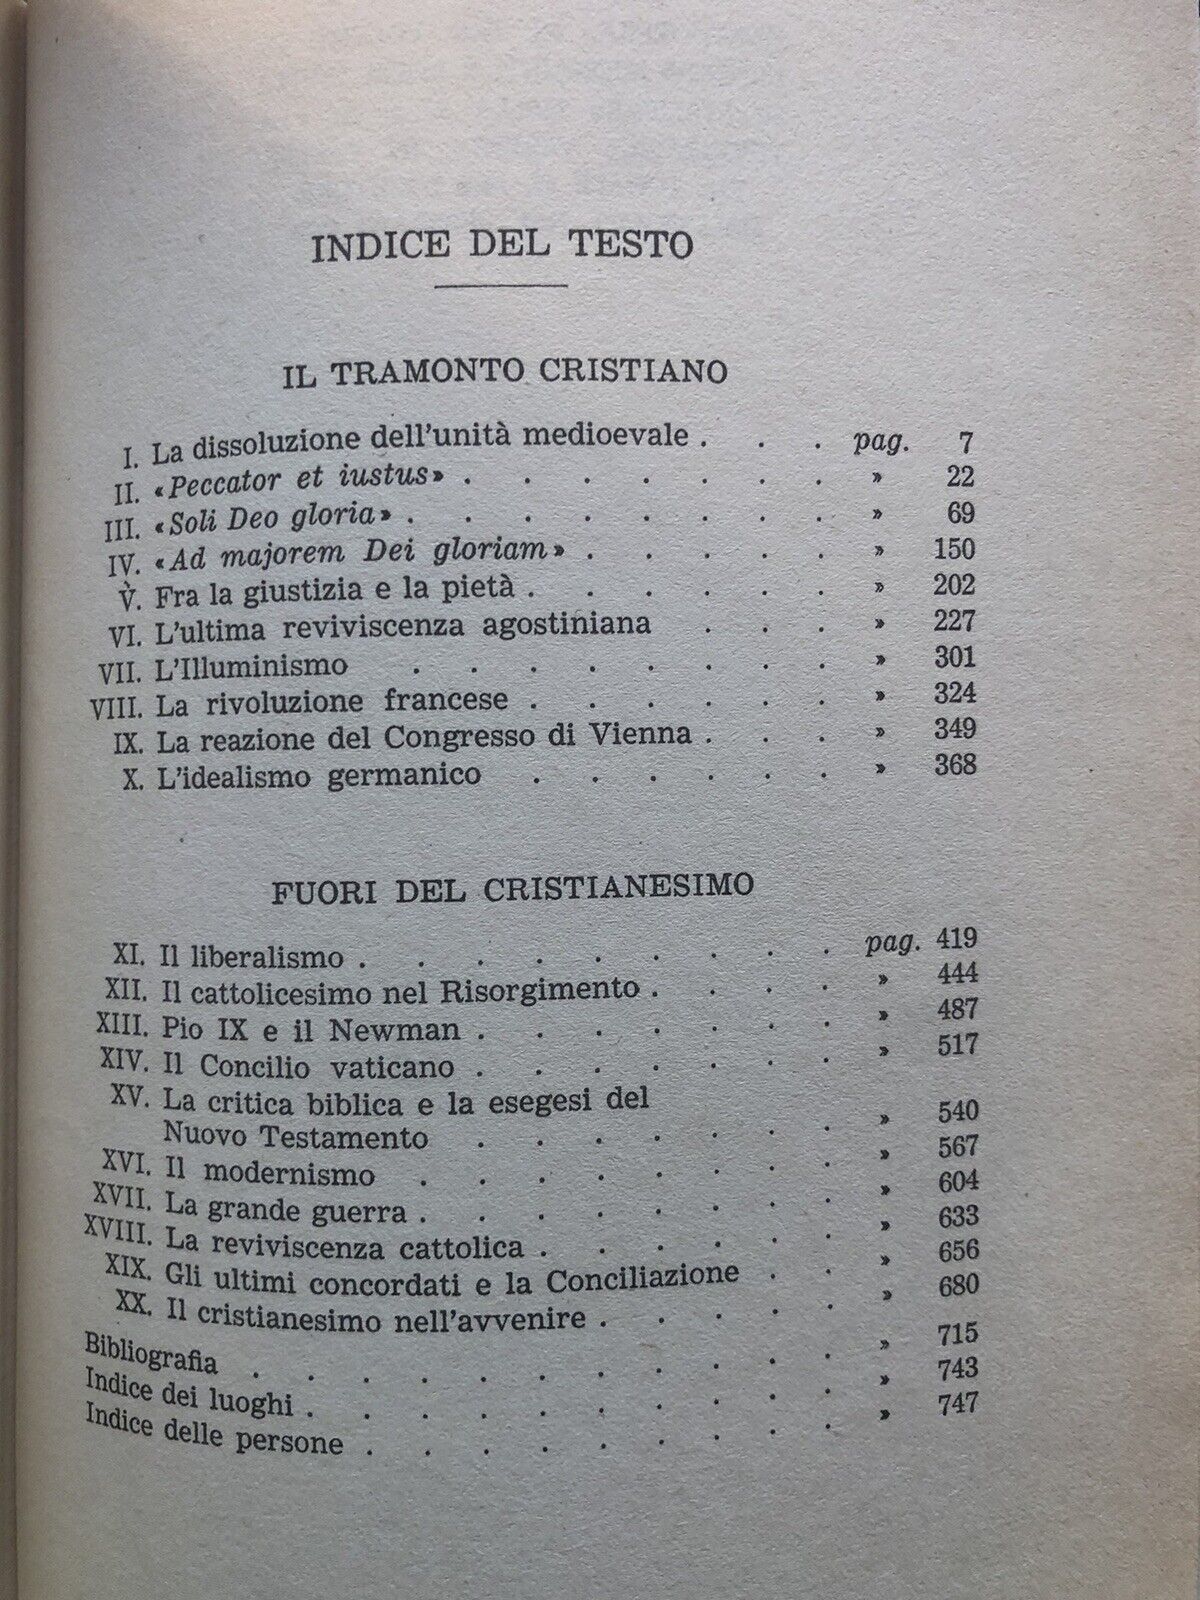 INDICE DEL TESTO
IL TRAMONTO CRISTIANO
I. La dissoluzione dell'unità medioevale . . . pag. 7
II. «Peccator et iustus» . . . . . . . » 22
III. «Soli Deo gloria» . . . . . . . . » 69
IV. «Ad majorem Dei gloriam» . . . . . » 150
V. Fra la giustizia e la pietà . . . . . . » 202
VI. L'ultima reviviscenza agostiniana . . . » 227
VII. L'Illuminismo . . . . . . . . » 301
VIII. La rivoluzione francese . . . . . . » 324
IX. La reazione del Congresso di Vienna . . . » 349
X. L'idealismo germanico . . . . . . » 368
FUORI DEL CRISTIANESIMO
XI. Il liberalismo . . . . . . . . . pag. 419
XII. Il cattolicesimo nel Risorgimento . . . . » 444
XIII. Pio IX e il Newman . . . . . . . » 487
XIV. Il Concilio vaticano . . . . . . . » 517
XV. La critica biblica e la esegesi del
Nuovo Testamento . . . . . . . » 540
XVI. Il modernismo . . . . . . . . » 567
XVII. La grande guerra . . . . . . . . » 604
XVIII. La reviviscenza cattolica . . . . . . » 633
XIX. Gli ultimi concordati e la Conciliazione . . » 656
XX. Il cristianesimo nell'avvenire . . . . . » 680
Bibliografia . . . . . . . . . . . » 715
Indice dei luoghi . . . . . . . . . . » 743
Indice delle persone . . . . . . . . . » 747